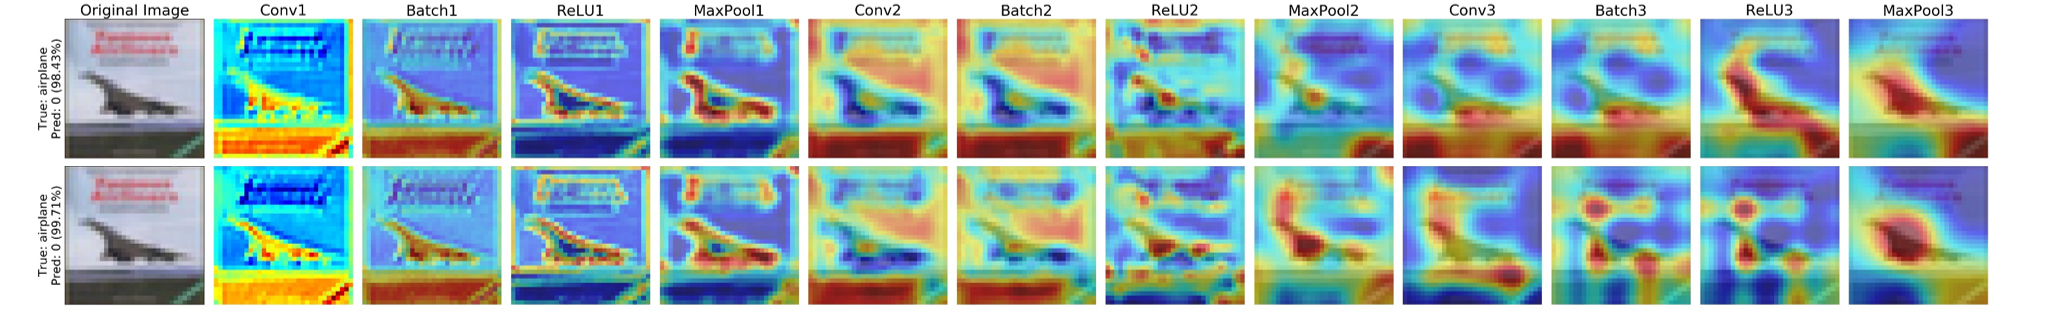 Original Image Conv1 Batch1 ReLU1 MaxPool1 Conv2 Batch2 ReLU2 MaxPool2 Conv3 Batch3 ReLU3 MaxPool3
True: airplane
Pred: 0 (98.43%)
True: airplane
Pred: 0 (99.71%)